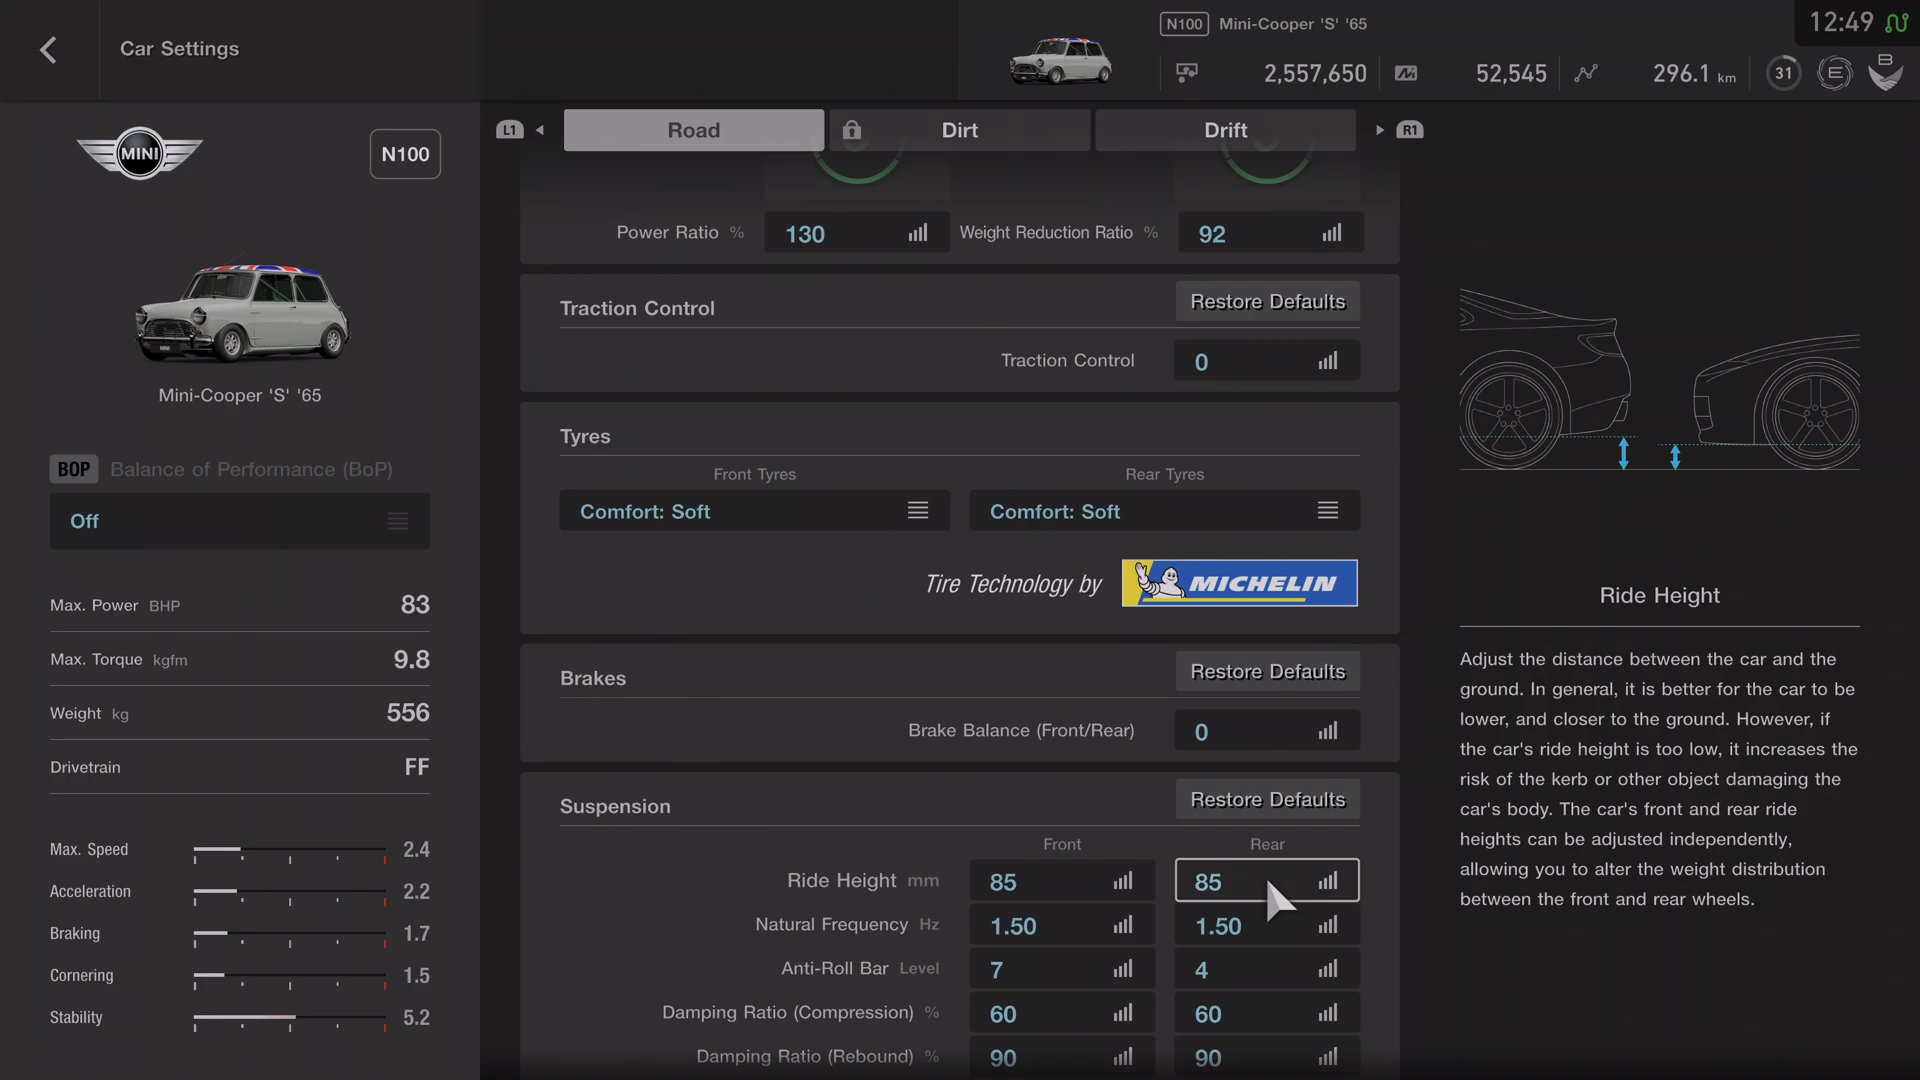 Car Settings
N100 Mini-Cooper 'S' '65
12:49
2,557,650
52,545
296.1 km
31
E
B
MINI
N100
Mini-Cooper 'S' '65
BOP Balance of Performance (BoP)
Off
Max. Power BHP 83
Max. Torque kgfm 9.8
Weight kg 556
Drivetrain FF
Max. Speed 2.4
Acceleration 2.2
Braking 1.7
Cornering 1.5
Stability 5.2
L1 Road Dirt Drift R1
Power Ratio % 130 Weight Reduction Ratio % 92
Traction Control Restore Defaults
Traction Control 0
Tyres
Front Tyres Rear Tyres
Comfort: Soft Comfort: Soft
Tire Technology by MICHELIN
Brakes Restore Defaults
Brake Balance (Front/Rear) 0
Suspension Restore Defaults
Front Rear
Ride Height mm 85 85
Natural Frequency Hz 1.50 1.50
Anti-Roll Bar Level 7 4
Damping Ratio (Compression) % 60 60
Damping Ratio (Rebound) % 90 90
Ride Height
Adjust the distance between the car and the
ground. In general, it is better for the car to be
lower, and closer to the ground. However, if
the car's ride height is too low, it increases the
risk of the kerb or other object damaging the
car's body. The car's front and rear ride
heights can be adjusted independently,
allowing you to alter the weight distribution
between the front and rear wheels.